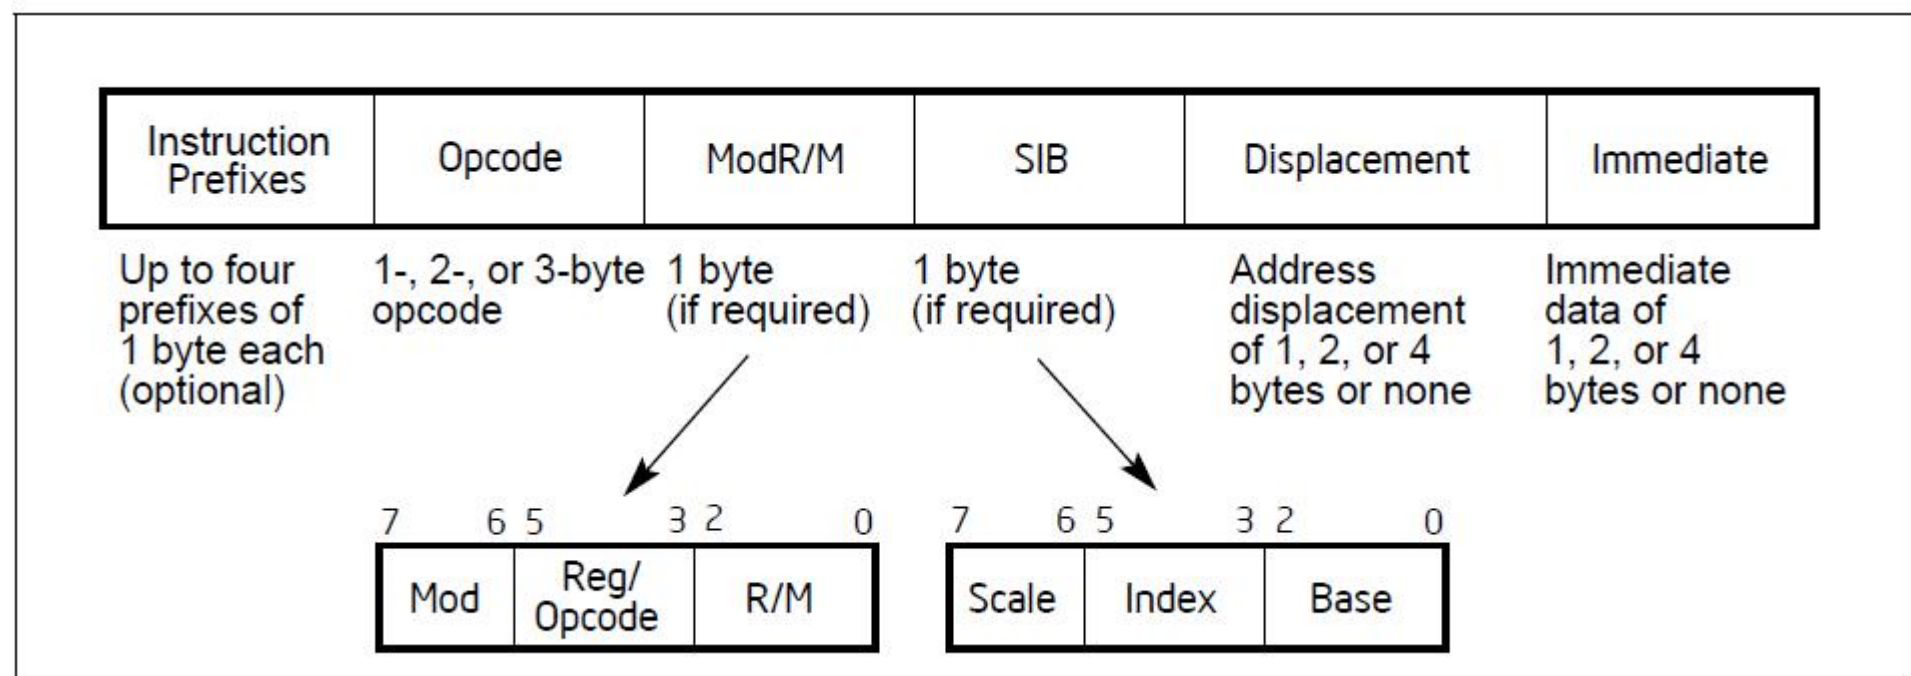 Instruction
Prefixes
Opcode
ModR/M
SIB
Displacement
Immediate
Up to four
prefixes of
1 byte each
(optional)
1-, 2-, or 3-byte
opcode
1 byte
(if required)
1 byte
(if required)
Address
displacement
of 1, 2, or 4
bytes or none
Immediate
data of
1, 2, or 4
bytes or none
7 6 5 3 2 0
Mod
Reg/
Opcode
R/M
7 6 5 3 2 0
Scale
Index
Base